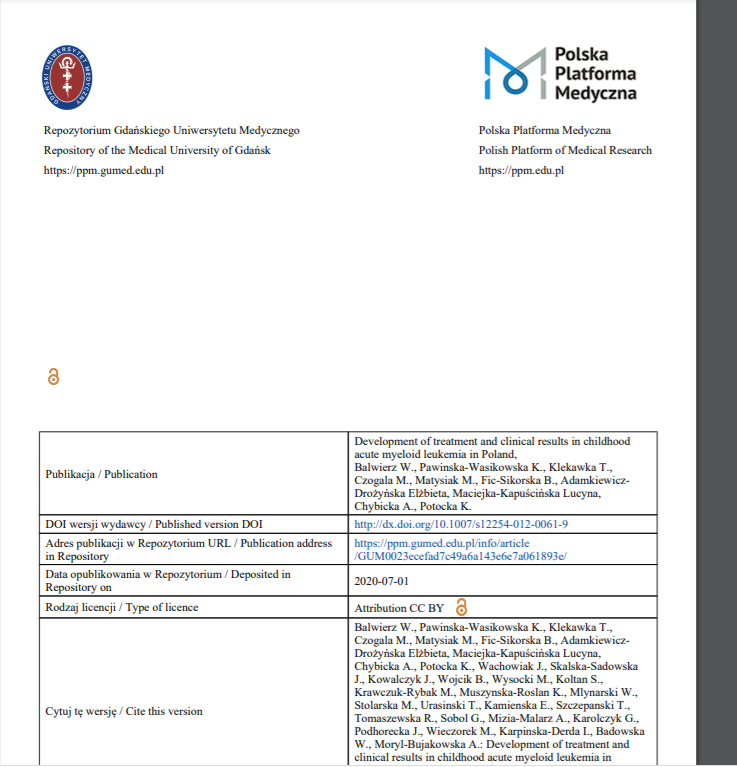 GDAŃSKI UNIWERSYTET MEDYCZNY
Polska
Platforma
Medyczna
Repozytorium Gdańskiego Uniwersytetu Medycznego
Repository of the Medical University of Gdańsk
https://ppm.gumed.edu.pl
Polska Platforma Medyczna
Polish Platform of Medical Research
https://ppm.edu.pl
Publikacja / Publication
Development of treatment and clinical results in childhood
acute myeloid leukemia in Poland,
Balwierz W., Pawinska-Wasikowska K., Klekawka T.,
Czogala M., Matysiak M., Fic-Sikorska B., Adamkiewicz-
Drożyńska Elżbieta, Maciejka-Kapuścińska Lucyna,
Chybicka A., Potocka K.
DOI wersji wydawcy / Published version DOI
http://dx.doi.org/10.1007/s12254-012-0061-9
Adres publikacji w Repozytorium URL / Publication address
in Repository
https://ppm.gumed.edu.pl/info/article
/GUM0023ecefad7c49a6a143e6e7a061893e/
Data opublikowania w Repozytorium / Deposited in
Repository on
2020-07-01
Rodzaj licencji / Type of licence
Attribution CC BY
Cytuj tę wersję / Cite this version
Balwierz W., Pawinska-Wasikowska K., Klekawka T.,
Czogala M., Matysiak M., Fic-Sikorska B., Adamkiewicz-
Drożyńska Elżbieta, Maciejka-Kapuścińska Lucyna,
Chybicka A., Potocka K., Wachowiak J., Skalska-Sadowska
J., Kowalczyk J., Wojcik B., Wysocki M., Koltan S.,
Krawczuk-Rybak M., Muszynska-Roslan K., Mlynarski W.,
Stolarska M., Urasinski T., Kamienska E., Szczepanski T.,
Tomaszewska R., Sobol G., Mizia-Malarz A., Karolczyk G.,
Podhorecka J., Wieczorek M., Karpinska-Derda I., Badowska
W., Moryl-Bujakowska A.: Development of treatment and
clinical results in childhood acute myeloid leukemia in